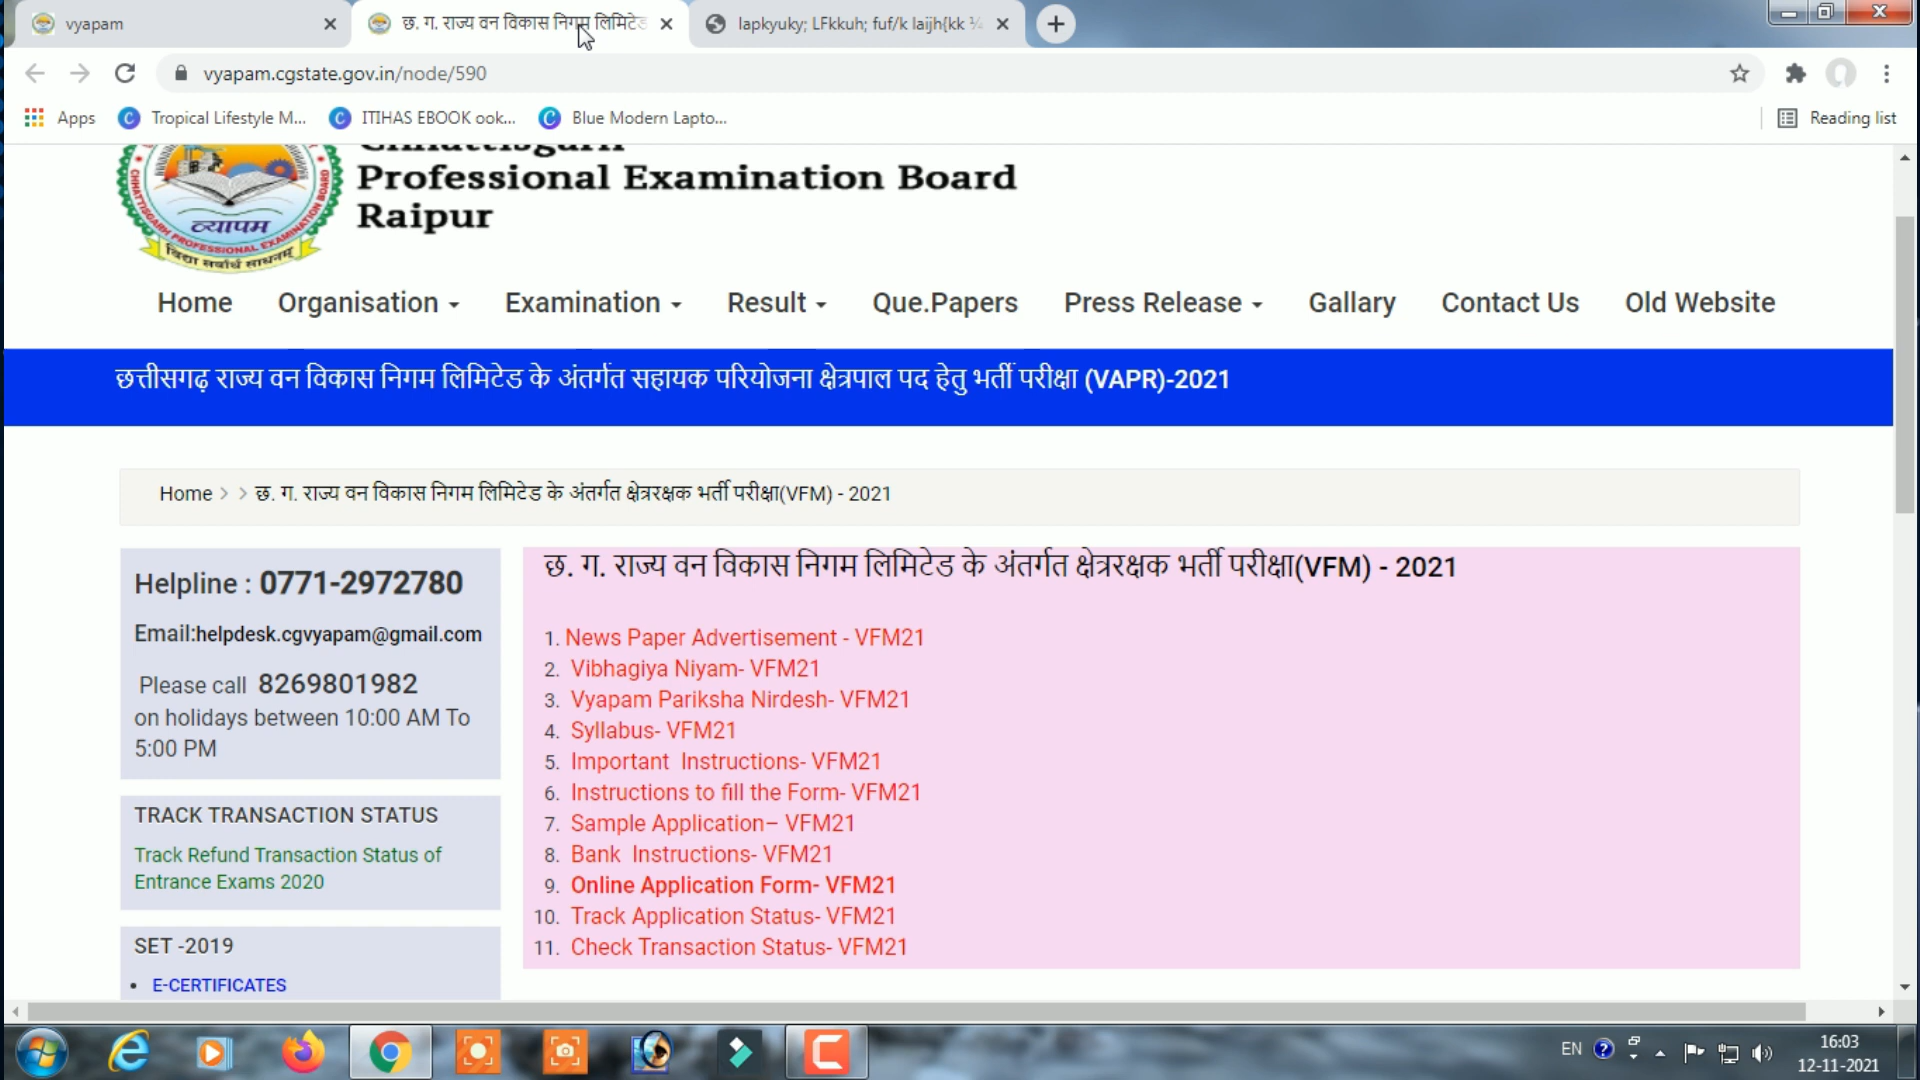 vyapam
छ. ग. राज्य वन विकास निगम लिमिटेड
lapkyuky; LFkkuh; fuf/k laijh{kk ¼
vyapam.cgstate.gov.in/node/590
Apps
Tropical Lifestyle M...
ITIHAS EBOOK ook...
Blue Modern Lapto...
Reading list
Chhattisgarh
Professional Examination Board
Raipur
व्यापम
CHHATTISGARH PROFESSIONAL EXAMINATION BOARD
विद्या सर्वार्थ साधनम्
Home
Organisation
Examination
Result
Que.Papers
Press Release
Gallary
Contact Us
Old Website
छत्तीसगढ़ राज्य वन विकास निगम लिमिटेड के अंतर्गत सहायक परियोजना क्षेत्रपाल पद हेतु भर्ती परीक्षा (VAPR)-2021
Home > > छ. ग. राज्य वन विकास निगम लिमिटेड के अंतर्गत क्षेत्ररक्षक भर्ती परीक्षा(VFM) - 2021
Helpline : 0771-2972780
Email:helpdesk.cgvyapam@gmail.com
Please call 8269801982
on holidays between 10:00 AM To
5:00 PM
TRACK TRANSACTION STATUS
Track Refund Transaction Status of
Entrance Exams 2020
SET -2019
• E-CERTIFICATES
छ. ग. राज्य वन विकास निगम लिमिटेड के अंतर्गत क्षेत्ररक्षक भर्ती परीक्षा(VFM) - 2021
1. News Paper Advertisement - VFM21
2. Vibhagiya Niyam- VFM21
3. Vyapam Pariksha Nirdesh- VFM21
4. Syllabus- VFM21
5. Important Instructions- VFM21
6. Instructions to fill the Form- VFM21
7. Sample Application– VFM21
8. Bank Instructions- VFM21
9. Online Application Form- VFM21
10. Track Application Status- VFM21
11. Check Transaction Status- VFM21
EN
16:03
12-11-2021